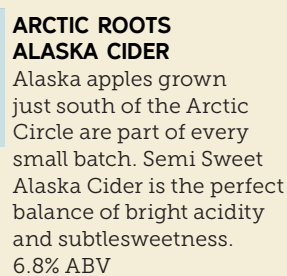 ARCTIC ROOTS
ALASKA CIDER
Alaska apples grown
just south of the Arctic
Circle are part of every
small batch. Semi Sweet
Alaska Cider is the perfect
balance of bright acidity
and subtlesweetness.
6.8% ABV